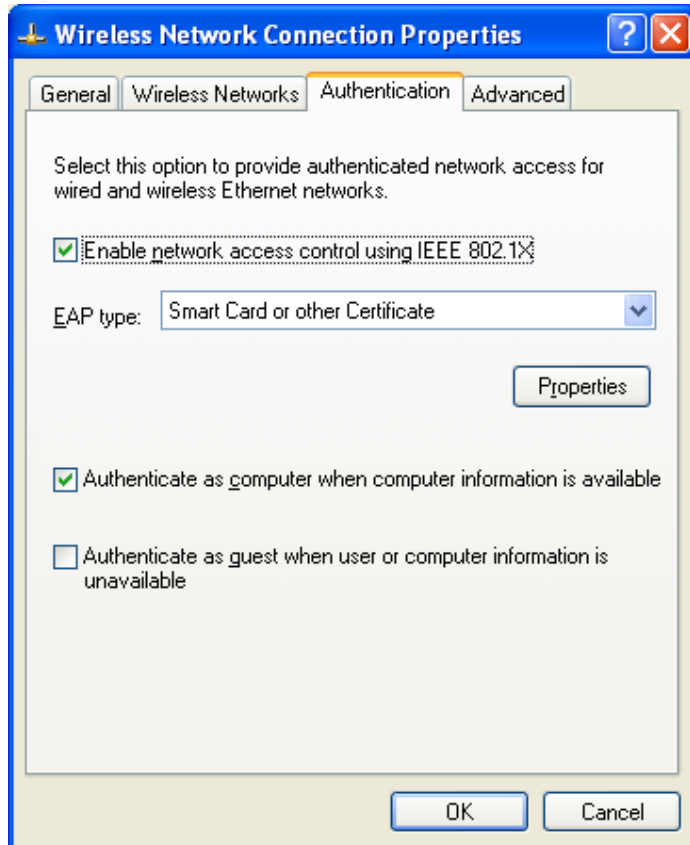 Wireless Network Connection Properties
General Wireless Networks Authentication Advanced
Select this option to provide authenticated network access for
wired and wireless Ethernet networks.
Enable network access control using IEEE 802.1X
EAP type: Smart Card or other Certificate
Properties
Authenticate as computer when computer information is available
Authenticate as guest when user or computer information is
unavailable
OK Cancel